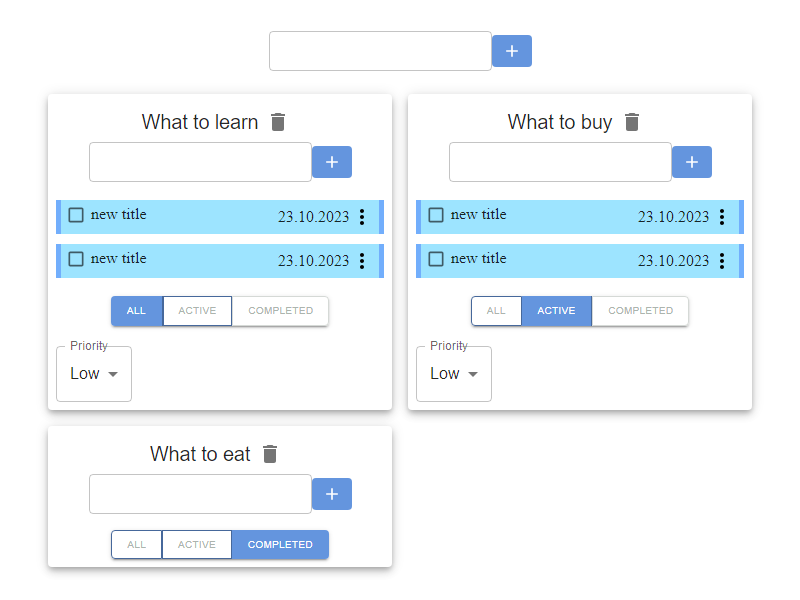 +
What to learn
+
new title 23.10.2023
new title 23.10.2023
ALL ACTIVE COMPLETED
Priority
Low
What to buy
+
new title 23.10.2023
new title 23.10.2023
ALL ACTIVE COMPLETED
Priority
Low
What to eat
+
ALL ACTIVE COMPLETED